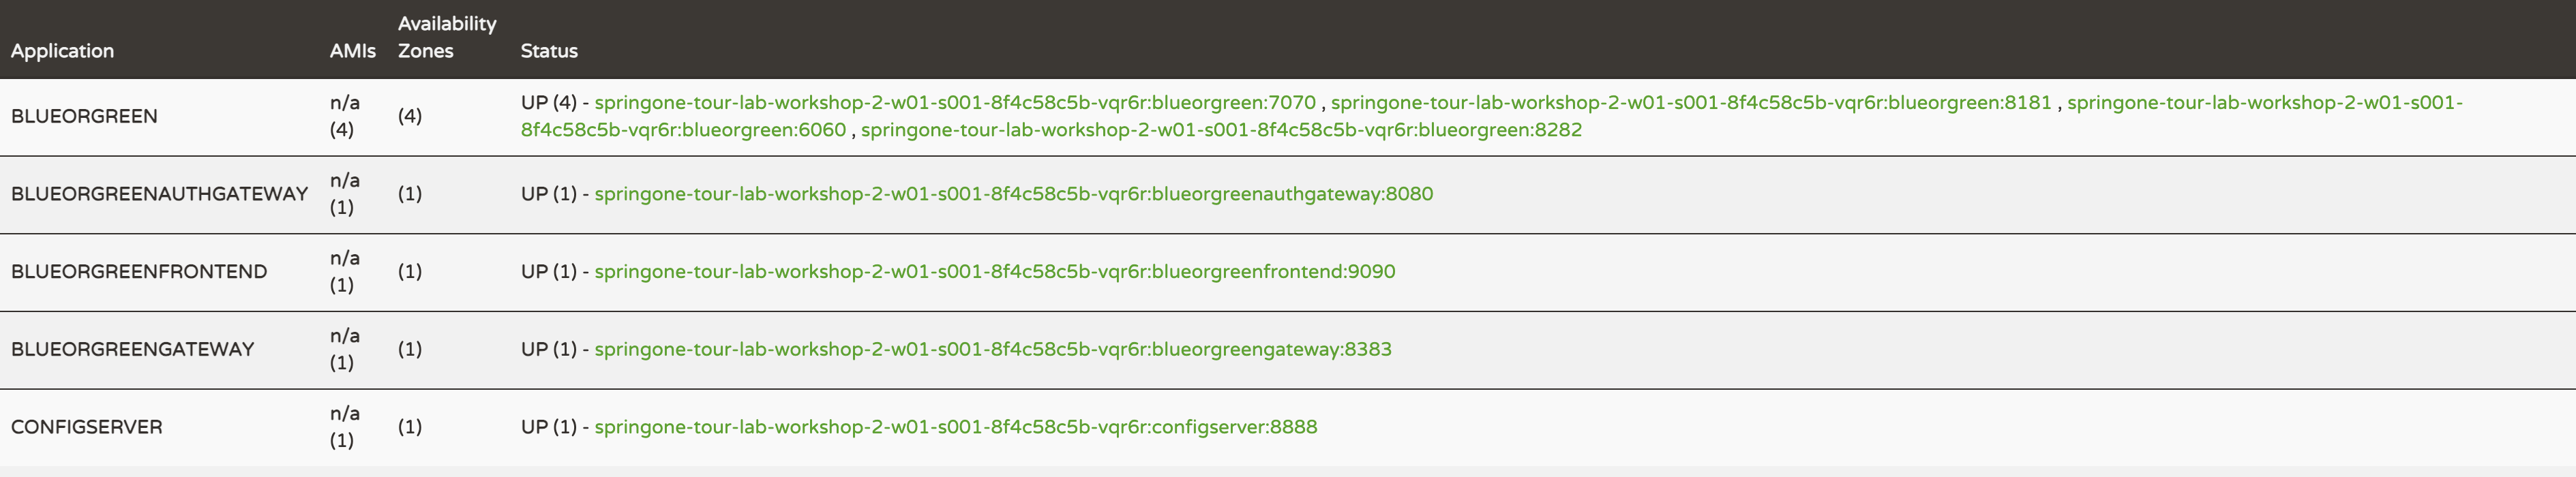 Application AMIs Availability Zones Status
BLUEORGREEN n/a (4) (4) UP (4) - springone-tour-lab-workshop-2-w01-s001-8f4c58c5b-vqr6r:blueorgreen:7070 , springone-tour-lab-workshop-2-w01-s001-8f4c58c5b-vqr6r:blueorgreen:8181 , springone-tour-lab-workshop-2-w01-s001-
8f4c58c5b-vqr6r:blueorgreen:6060 , springone-tour-lab-workshop-2-w01-s001-8f4c58c5b-vqr6r:blueorgreen:8282
BLUEORGREENAUTHGATEWAY n/a (1) (1) UP (1) - springone-tour-lab-workshop-2-w01-s001-8f4c58c5b-vqr6r:blueorgreenauthgateway:8080
BLUEORGREENFRONTEND n/a (1) (1) UP (1) - springone-tour-lab-workshop-2-w01-s001-8f4c58c5b-vqr6r:blueorgreenfrontend:9090
BLUEORGREENGATEWAY n/a (1) (1) UP (1) - springone-tour-lab-workshop-2-w01-s001-8f4c58c5b-vqr6r:blueorgreengateway:8383
CONFIGSERVER n/a (1) (1) UP (1) - springone-tour-lab-workshop-2-w01-s001-8f4c58c5b-vqr6r:configserver:8888